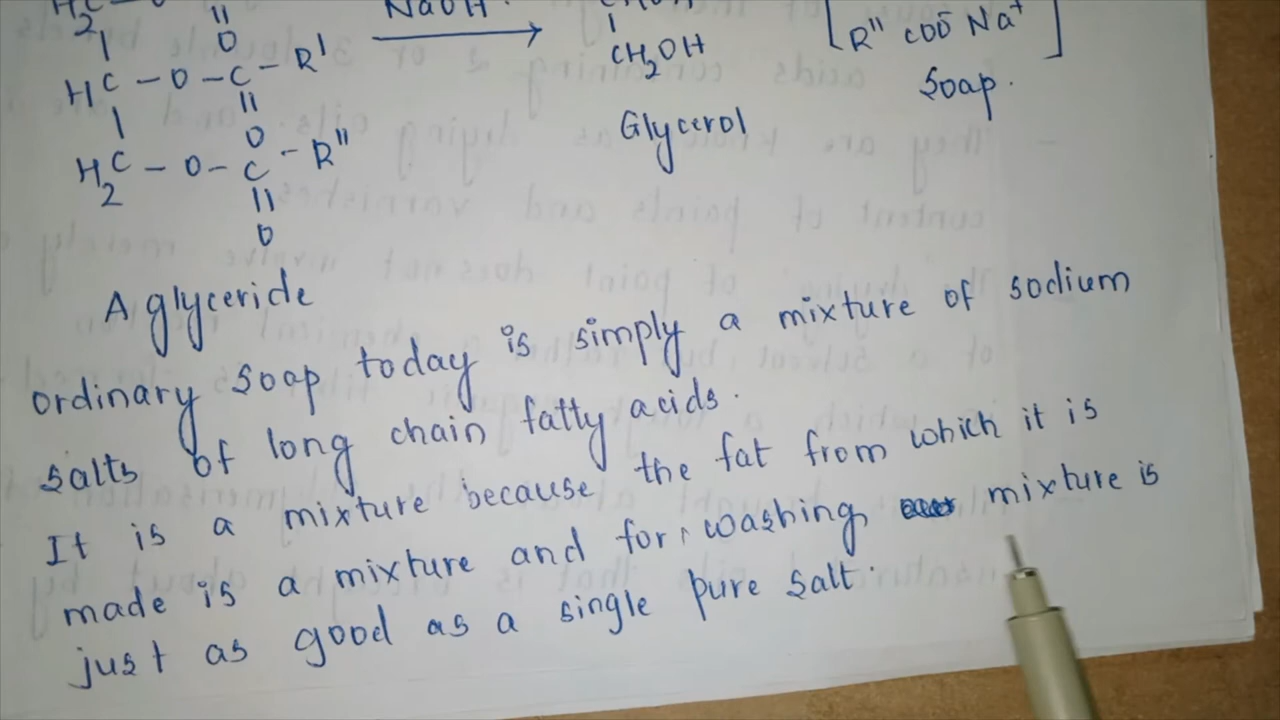 H2C O
|| NaOH CH2OH [R" COO⁻ Na⁺]
O
HC - O - C - R' Soap.
|| Glycerol
O
H2C - O - C - R"
||
O
A glyceride
ordinary soap today is simply a mixture of sodium
salts of long chain fatty acids.
It is a mixture because the fat from which it is
made is a mixture and for washing mixture is
just as good as a single pure salt.